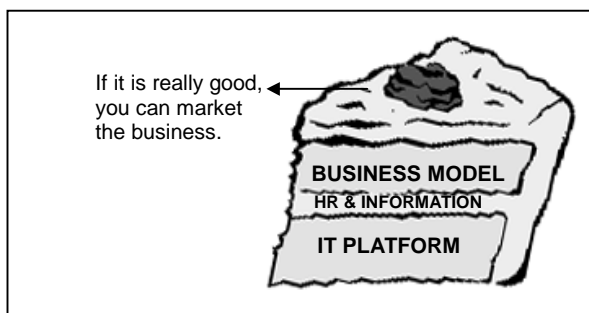 If it is really good,
you can market
the business.
BUSINESS MODEL
HR & INFORMATION
IT PLATFORM